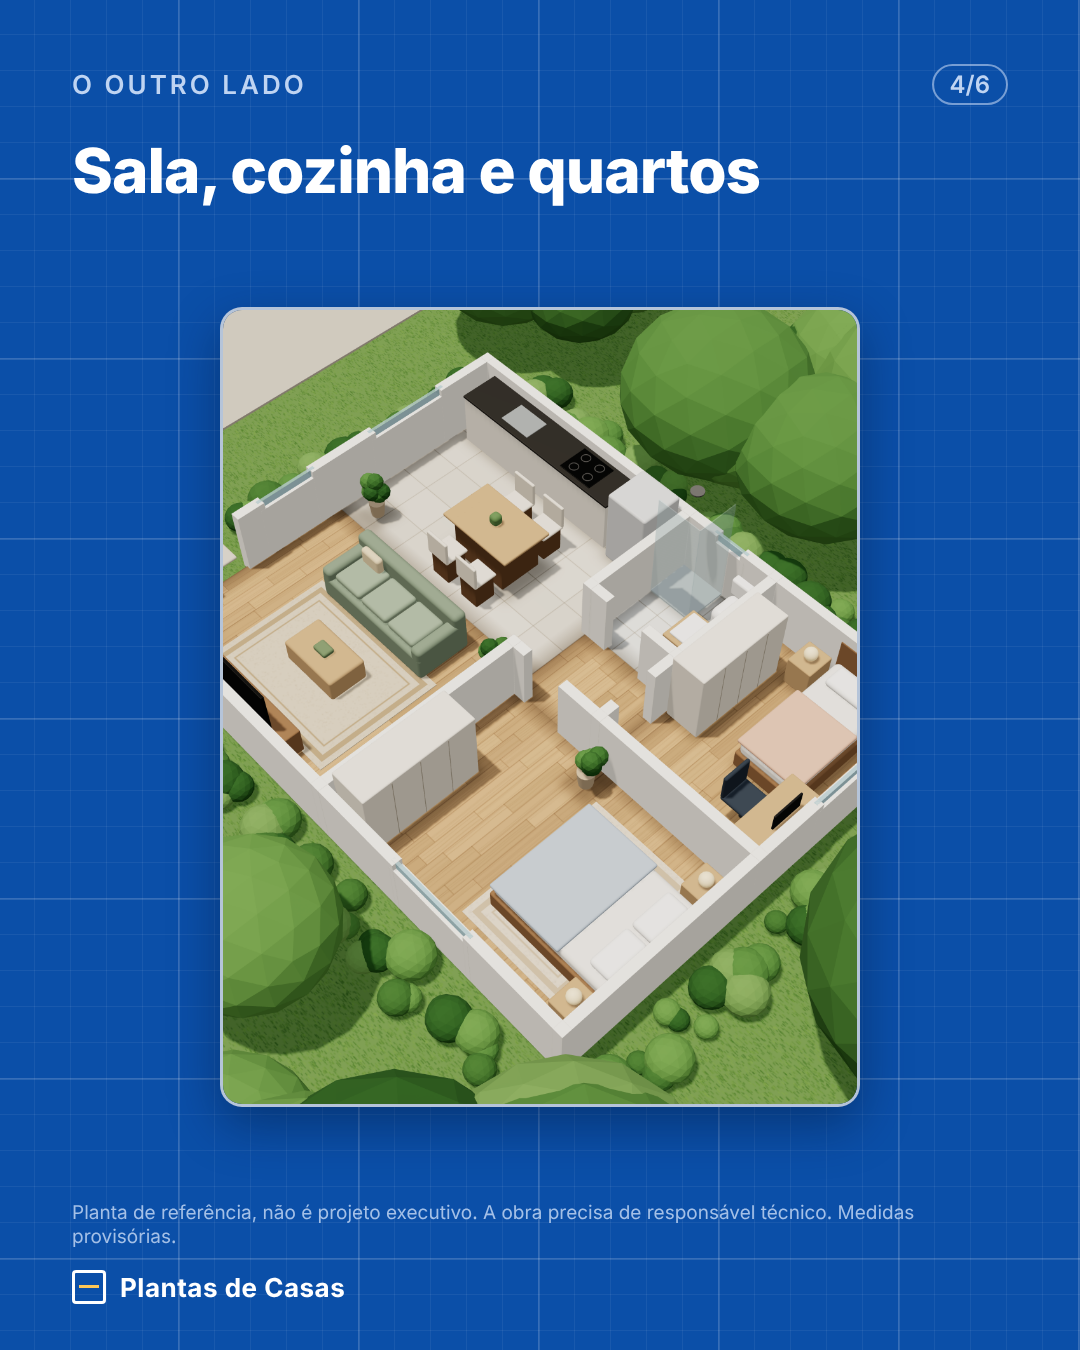 O OUTRO LADO
4/6
Sala, cozinha e quartos
Planta de referência, não é projeto executivo. A obra precisa de responsável técnico. Medidas
provisórias.
Plantas de Casas